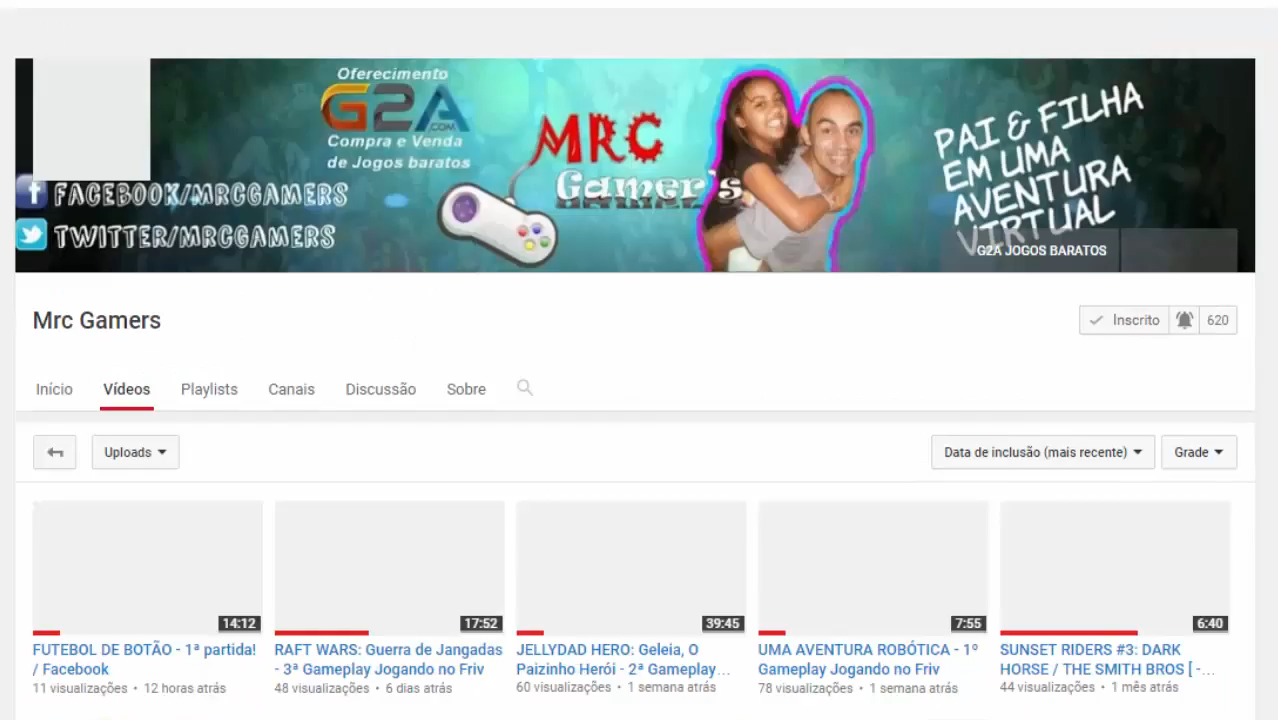 Oferecimento
G2A
.COM
Compra e Venda
de Jogos baratos
FACEBOOK/MRCGAMERS
TWITTER/MRCGAMERS
MRC
Gamer's
PAI & FILHA
EM UMA
AVENTURA
VIRTUAL
G2A JOGOS BARATOS
Mrc Gamers
Inscrito 620
Início Vídeos Playlists Canais Discussão Sobre
Uploads Data de inclusão (mais recente) Grade
14:12 17:52 39:45 7:55 6:40
FUTEBOL DE BOTÃO - 1ª partida!
/ Facebook
11 visualizações • 12 horas atrás
RAFT WARS: Guerra de Jangadas
- 3ª Gameplay Jogando no Friv
48 visualizações • 6 dias atrás
JELLYDAD HERO: Geleia, O
Paizinho Herói - 2ª Gameplay...
60 visualizações • 1 semana atrás
UMA AVENTURA ROBÓTICA - 1º
Gameplay Jogando no Friv
78 visualizações • 1 semana atrás
SUNSET RIDERS #3: DARK
HORSE / THE SMITH BROS [ -...
44 visualizações • 1 mês atrás